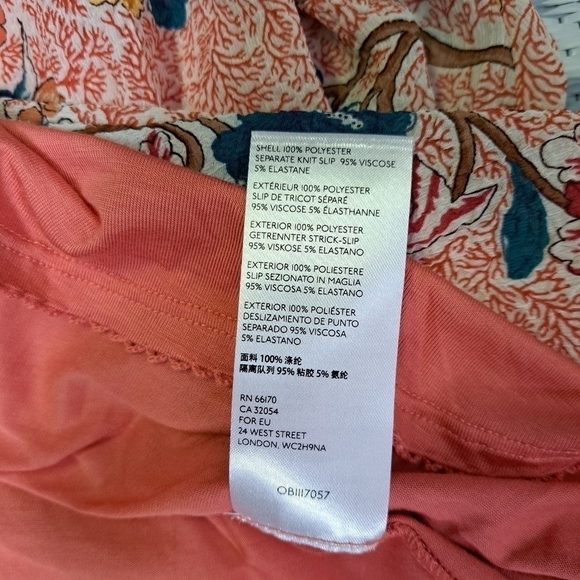 SHELL 100% POLYESTER
SEPARATE KNIT SLIP 95% VISCOSE
5% ELASTANE
EXTÉRIEUR 100% POLYESTER
SLIP DE TRICOT SÉPARÉ
95% VISCOSE 5% ÉLASTHANNE
EXTERIOR 100% POLYESTER
GETRENNTER STRICK-SLIP
95% VISKOSE 5% ELASTAN
EXTERIOR 100% POLIESTERE
SLIP SEZIONATO IN MAGLIA
95% VISCOSA 5% ELASTANO
EXTERIOR 100% POLIÉSTER
DESLIZAMIENTO DE PUNTO
SEPARADO 95% VISCOSA
5% ELASTANO
面料 100% 涤纶
隔离队列 95% 粘胶 5% 氨纶
RN 66170
CA 32054
FOR EU
24 WEST STREET
LONDON, WC2H9NA
OB1117057